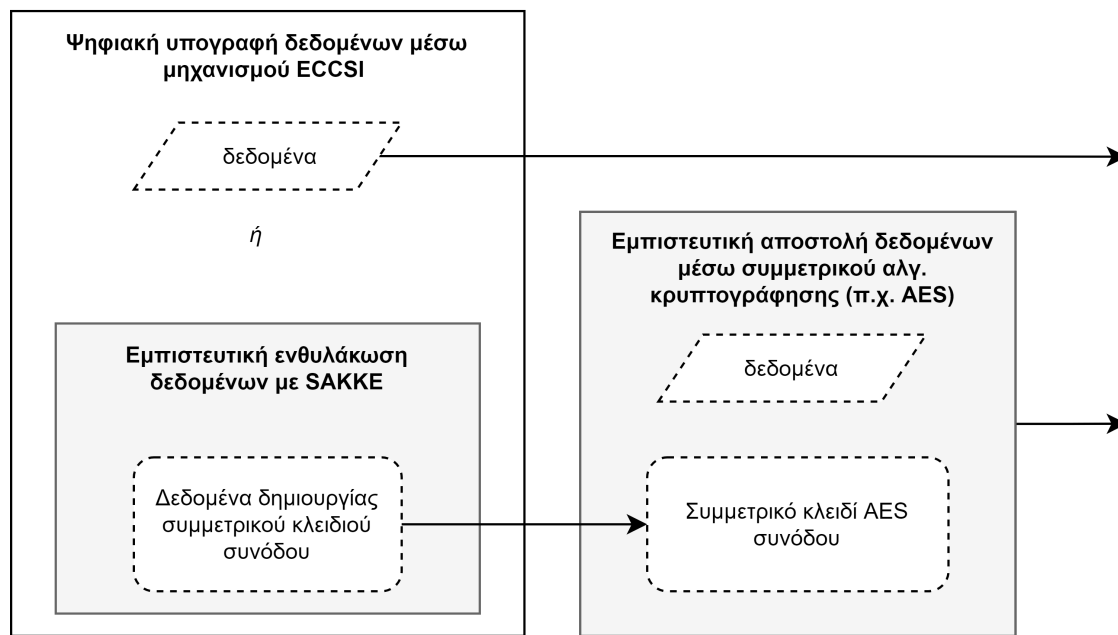 Ψηφιακή υπογραφή δεδομένων μέσω
μηχανισμού ECCSI
δεδομένα
ή
Εμπιστευτική ενθυλάκωση
δεδομένων με SAKKE
Δεδομένα δημιουργίας
συμμετρικού κλειδιού
συνόδου
Εμπιστευτική αποστολή δεδομένων
μέσω συμμετρικού αλγ.
κρυπτογράφησης (π.χ. AES)
δεδομένα
Συμμετρικό κλειδί AES
συνόδου